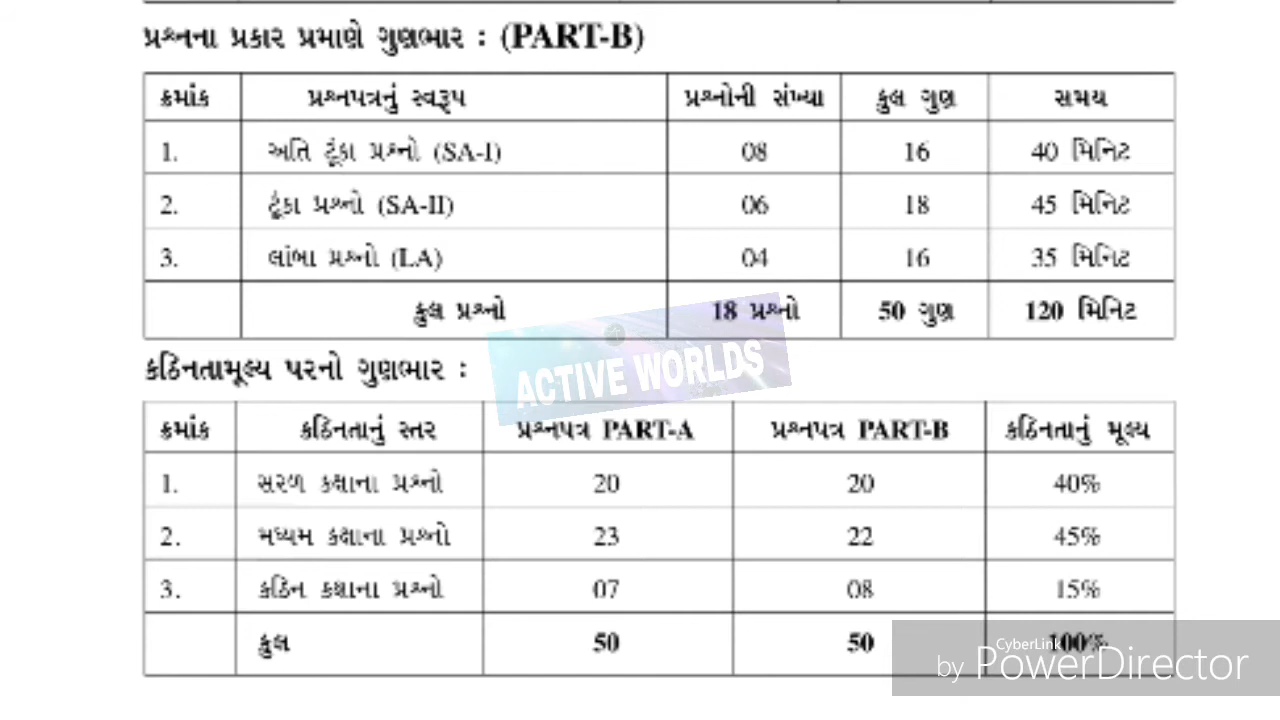 પ્રશ્નના પ્રકાર પ્રમાણે ગુણભાર : (PART-B)
ક્રમાંક પ્રશ્નપત્રનું સ્વરૂપ પ્રશ્નોની સંખ્યા કુલ ગુણ સમય
1. અતિ ટૂંકા પ્રશ્નો (SA-I) 08 16 40 મિનિટ
2. ટૂંકા પ્રશ્નો (SA-II) 06 18 45 મિનિટ
3. લાંબા પ્રશ્નો (LA) 04 16 35 મિનિટ
કુલ પ્રશ્નો 18 પ્રશ્નો 50 ગુણ 120 મિનિટ
ACTIVE WORLDS
કઠિનતામૂલ્ય પરનો ગુણભાર :
ક્રમાંક કઠિનતાનું સ્તર પ્રશ્નપત્ર PART-A પ્રશ્નપત્ર PART-B કઠિનતાનું મૂલ્ય
1. સરળ કક્ષાના પ્રશ્નો 20 20 40%
2. મધ્યમ કક્ષાના પ્રશ્નો 23 22 45%
3. કઠિન કક્ષાના પ્રશ્નો 07 08 15%
કુલ 50 50 100%
CyberLink
by PowerDirector